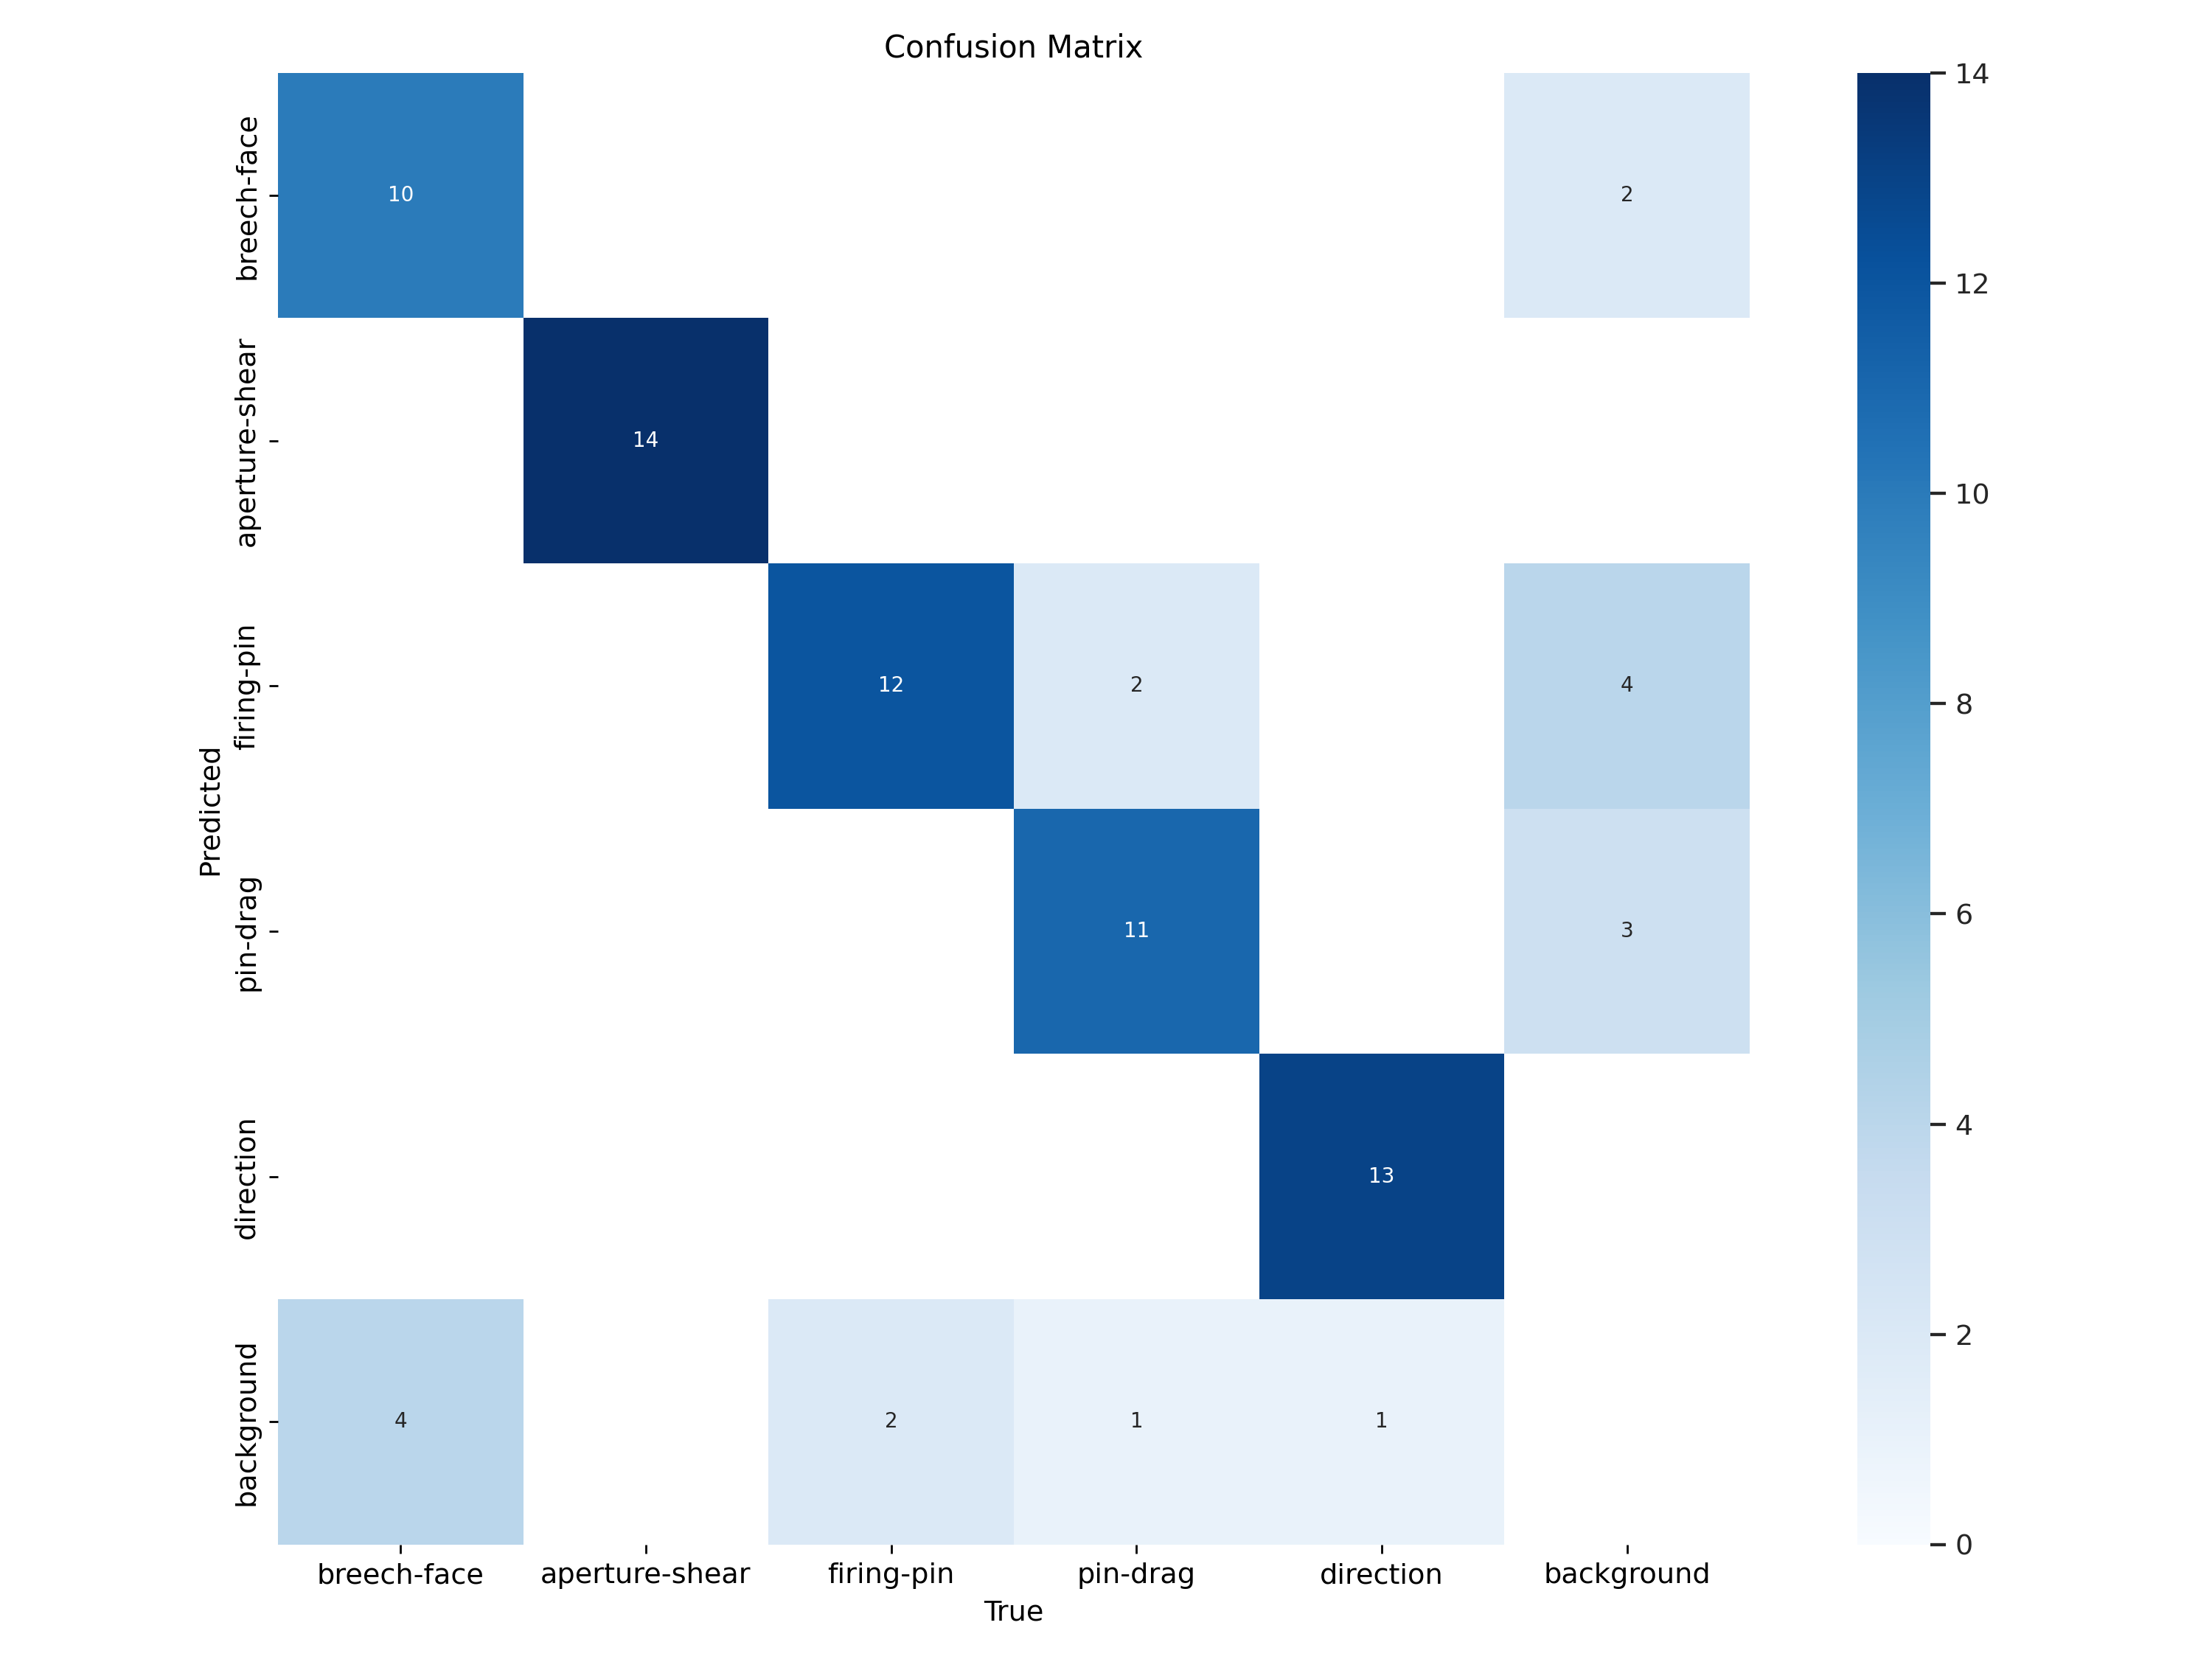 Confusion Matrix
breech-face
10
2
aperture-shear
14
firing-pin
12
2
4
Predicted
pin-drag
11
3
direction
13
background
4
2
1
1
breech-face aperture-shear firing-pin pin-drag direction background
True
14
12
10
8
6
4
2
0